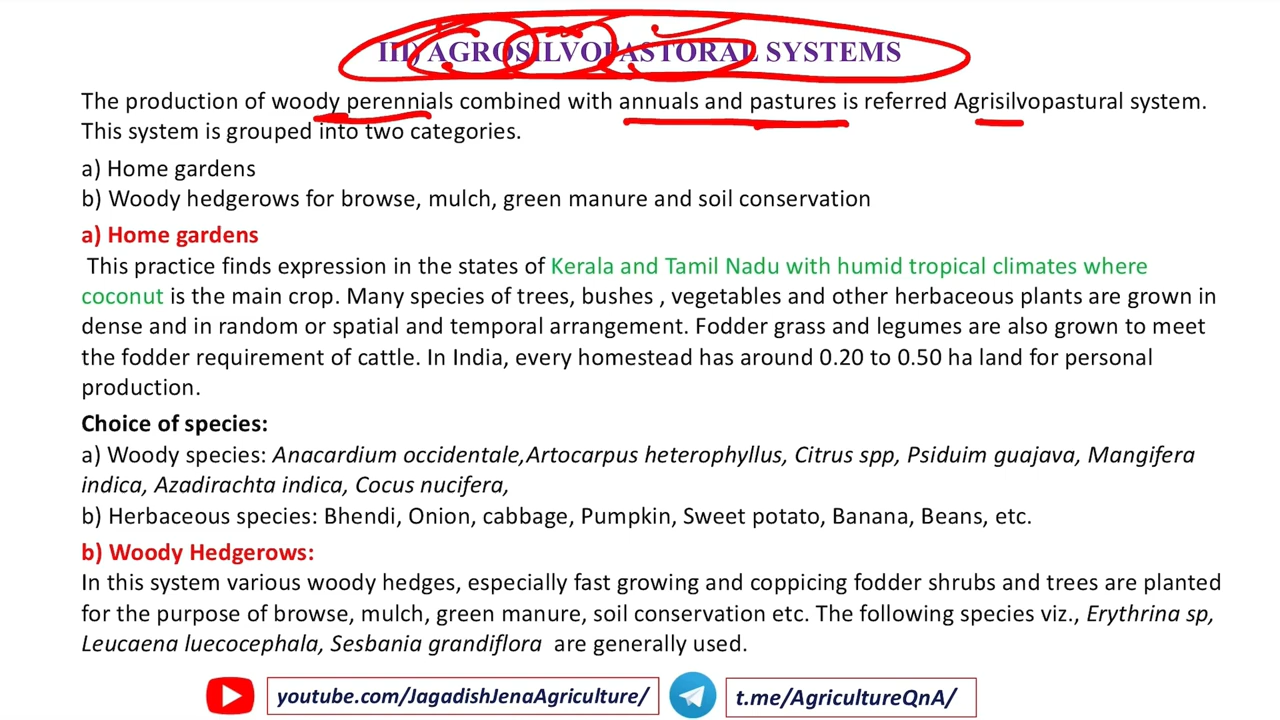 III) AGROSILVOPASTORAL SYSTEMS
The production of woody perennials combined with annuals and pastures is referred Agrisilvopastural system.
This system is grouped into two categories.
a) Home gardens
b) Woody hedgerows for browse, mulch, green manure and soil conservation
a) Home gardens
This practice finds expression in the states of Kerala and Tamil Nadu with humid tropical climates where
coconut is the main crop. Many species of trees, bushes , vegetables and other herbaceous plants are grown in
dense and in random or spatial and temporal arrangement. Fodder grass and legumes are also grown to meet
the fodder requirement of cattle. In India, every homestead has around 0.20 to 0.50 ha land for personal
production.
Choice of species:
a) Woody species: Anacardium occidentale,Artocarpus heterophyllus, Citrus spp, Psiduim guajava, Mangifera
indica, Azadirachta indica, Cocus nucifera,
b) Herbaceous species: Bhendi, Onion, cabbage, Pumpkin, Sweet potato, Banana, Beans, etc.
b) Woody Hedgerows:
In this system various woody hedges, especially fast growing and coppicing fodder shrubs and trees are planted
for the purpose of browse, mulch, green manure, soil conservation etc. The following species viz., Erythrina sp,
Leucaena luecocephala, Sesbania grandiflora are generally used.
youtube.com/JagadishJenaAgriculture/ t.me/AgricultureQnA/